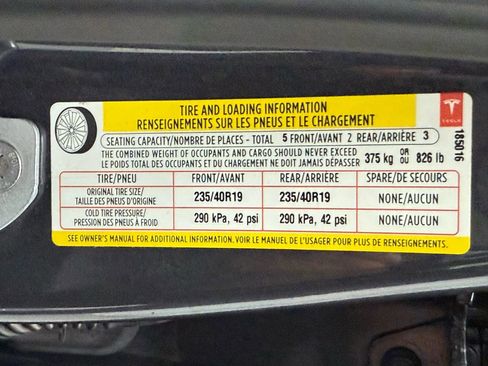 TIRE AND LOADING INFORMATION
RENSEIGNEMENTS SUR LES PNEUS ET LE CHARGEMENT
TESLA
185016
SEATING CAPACITY/NOMBRE DE PLACES - TOTAL 5 FRONT/AVANT 2 REAR/ARRIÈRE 3
THE COMBINED WEIGHT OF OCCUPANTS AND CARGO SHOULD NEVER EXCEED
LE POIDS TOTAL DES OCCUPANTS ET DU CHARGEMENT NE DOIT JAMAIS DÉPASSER
375 kg OR OU 826 lb
TIRE/PNEU FRONT/AVANT REAR/ARRIÈRE SPARE/DE SECOURS
ORIGINAL TIRE SIZE/
TAILLE DES PNEUS D'ORIGINE
235/40R19 235/40R19 NONE/AUCUN
COLD TIRE PRESSURE/
PRESSION DES PNEUS À FROID
290 kPa, 42 psi 290 kPa, 42 psi NONE/AUCUN
SEE OWNER'S MANUAL FOR ADDITIONAL INFORMATION. VOIR LE MANUEL DE L'USAGER POUR PLUS DE RENSEIGNEMENTS.